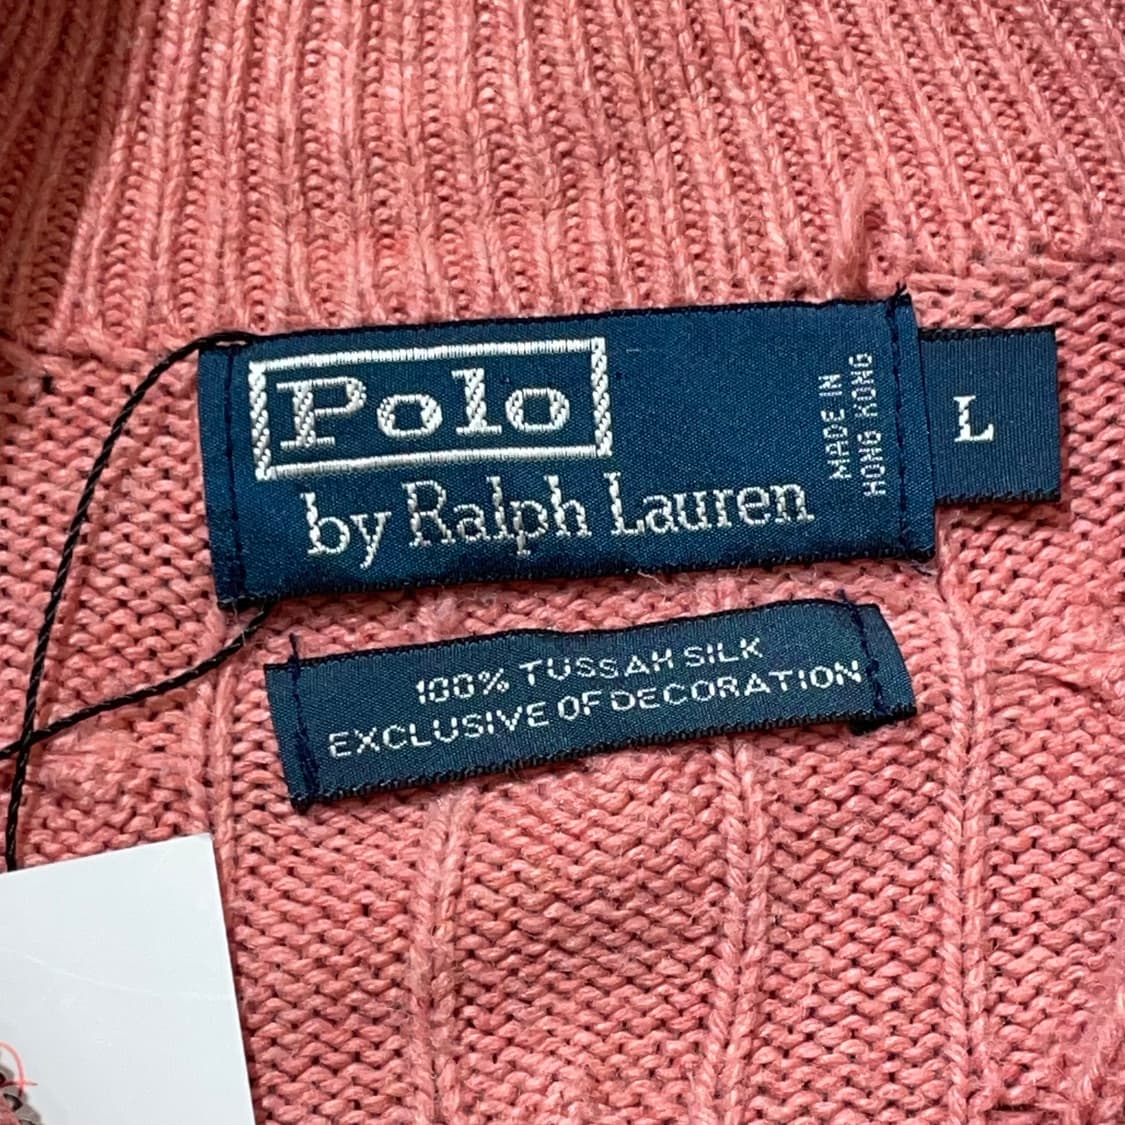 Polo
by Ralph Lauren
MADE IN
HONG KONG
L
100% TUSSAH SILK
EXCLUSIVE OF DECORATION